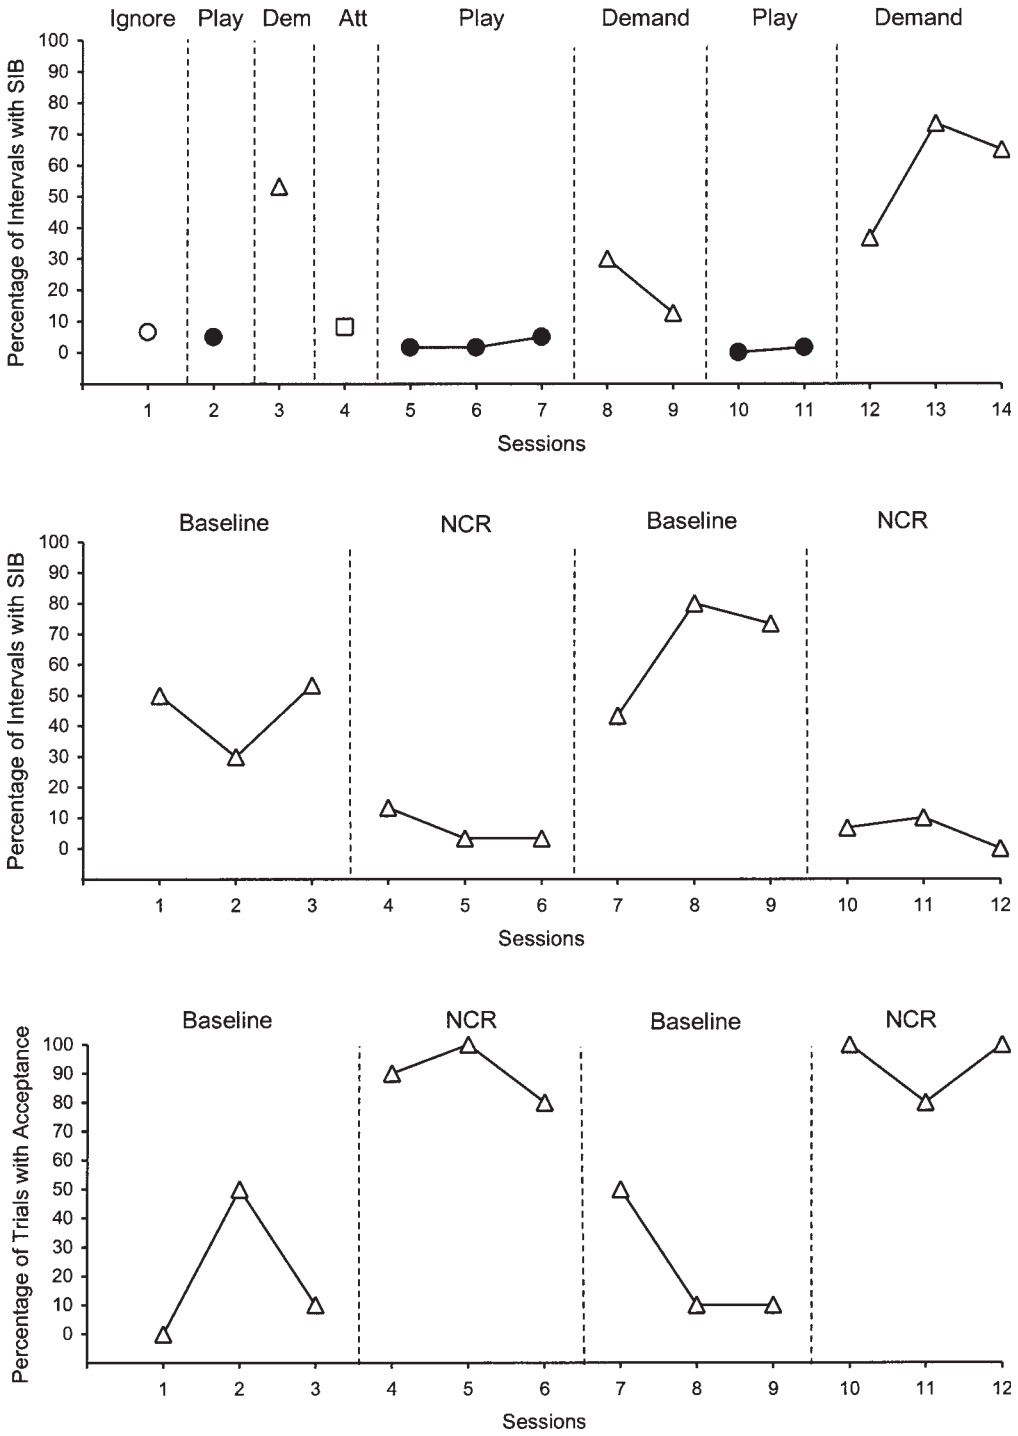 Ignore Play Dem Att Play Demand Play Demand
Percentage of Intervals with SIB
100
90
80
70
60
50
40
30
20
10
0
1 2 3 4 5 6 7 8 9 10 11 12 13 14
Sessions
Baseline NCR Baseline NCR
Percentage of Intervals with SIB
100
90
80
70
60
50
40
30
20
10
0
1 2 3 4 5 6 7 8 9 10 11 12
Sessions
Baseline NCR Baseline NCR
Percentage of Trials with Acceptance
100
90
80
70
60
50
40
30
20
10
0
1 2 3 4 5 6 7 8 9 10 11 12
Sessions